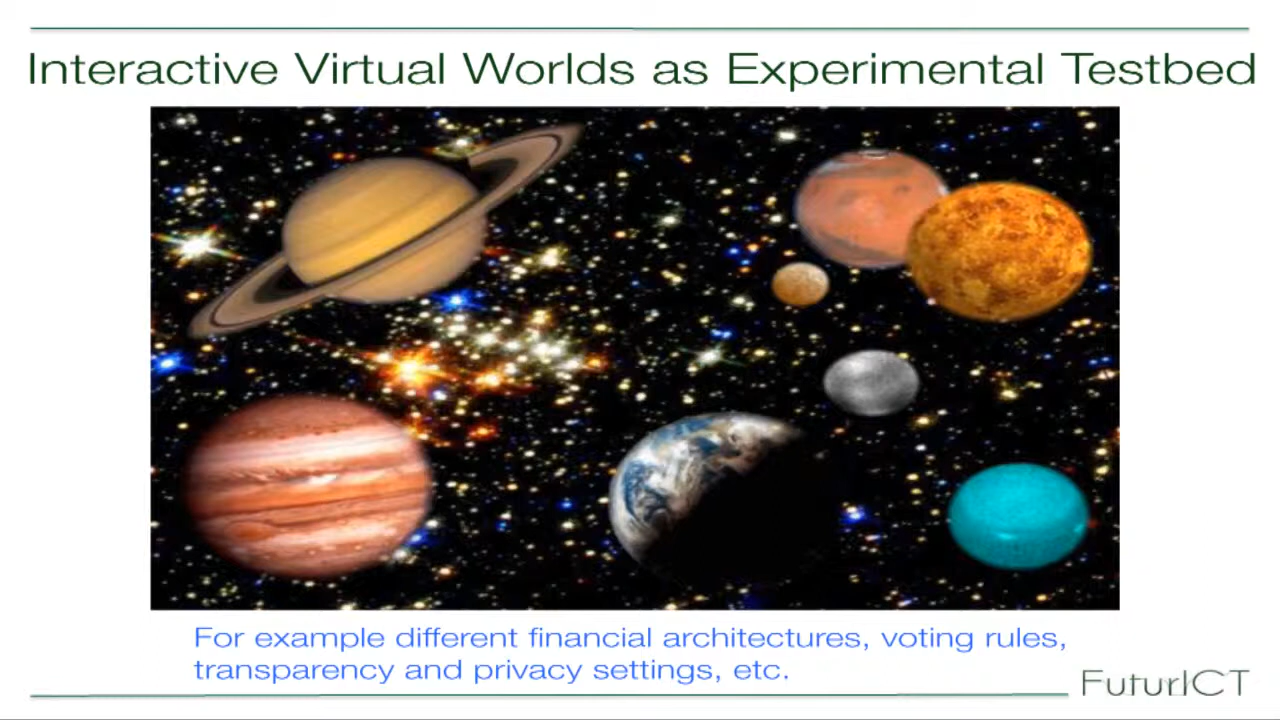 Interactive Virtual Worlds as Experimental Testbed
For example different financial architectures, voting rules,
transparency and privacy settings, etc.
FuturICT